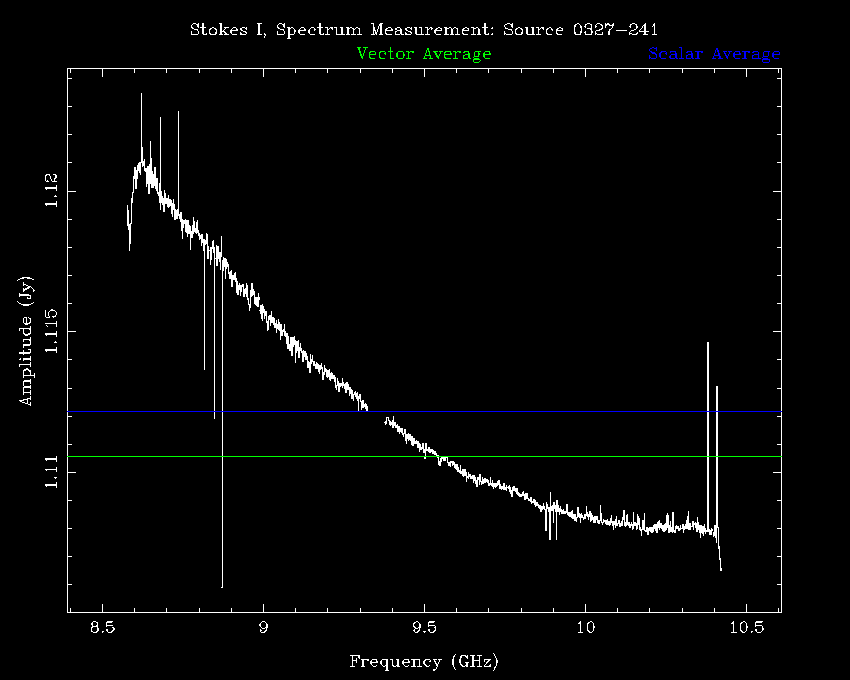 Stokes I, Spectrum Measurement: Source 0327-241
Vector Average Scalar Average
1.12
1.115
1.11
Amplitude (Jy)
8.5 9 9.5 10 10.5
Frequency (GHz)